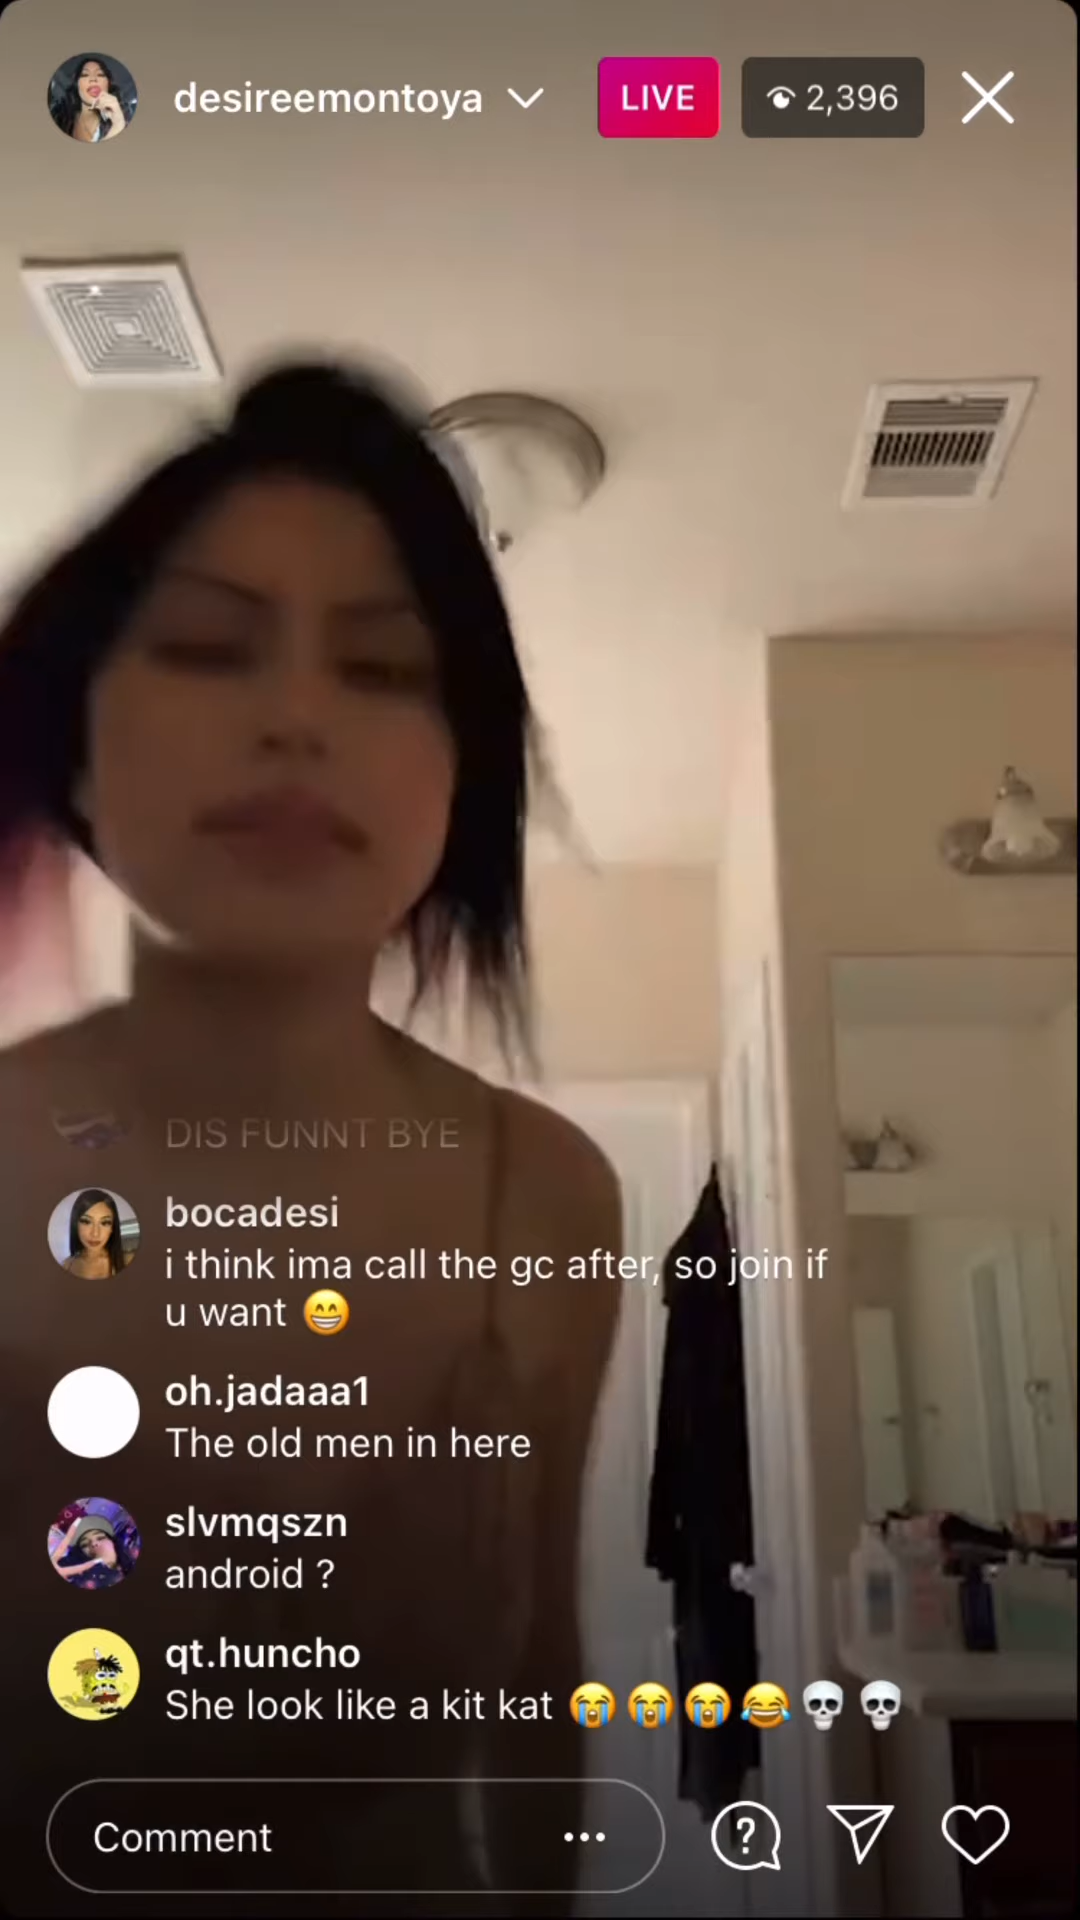 desireemontoya
LIVE
2,396
DIS FUNNT BYE
bocadesi
i think ima call the gc after, so join if
u want 😁
oh.jadaaa1
The old men in here
slvmqszn
android ?
qt.huncho
She look like a kit kat 😭😭😭😂💀💀
Comment